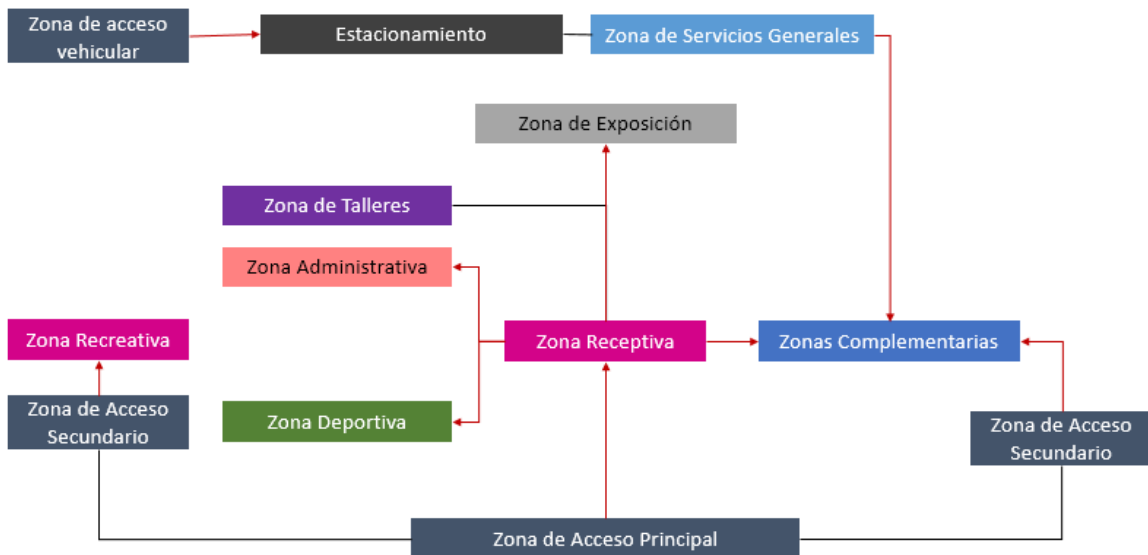 Zona de acceso
vehicular
Estacionamiento
Zona de Servicios Generales
Zona de Exposición
Zona de Talleres
Zona Administrativa
Zona Recreativa
Zona Receptiva
Zonas Complementarias
Zona de Acceso
Secundario
Zona Deportiva
Zona de Acceso
Secundario
Zona de Acceso Principal